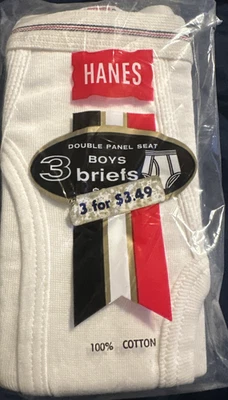 HANES
DOUBLE PANEL SEAT
3 BOYS
briefs
3 for $3.49
100% COTTON